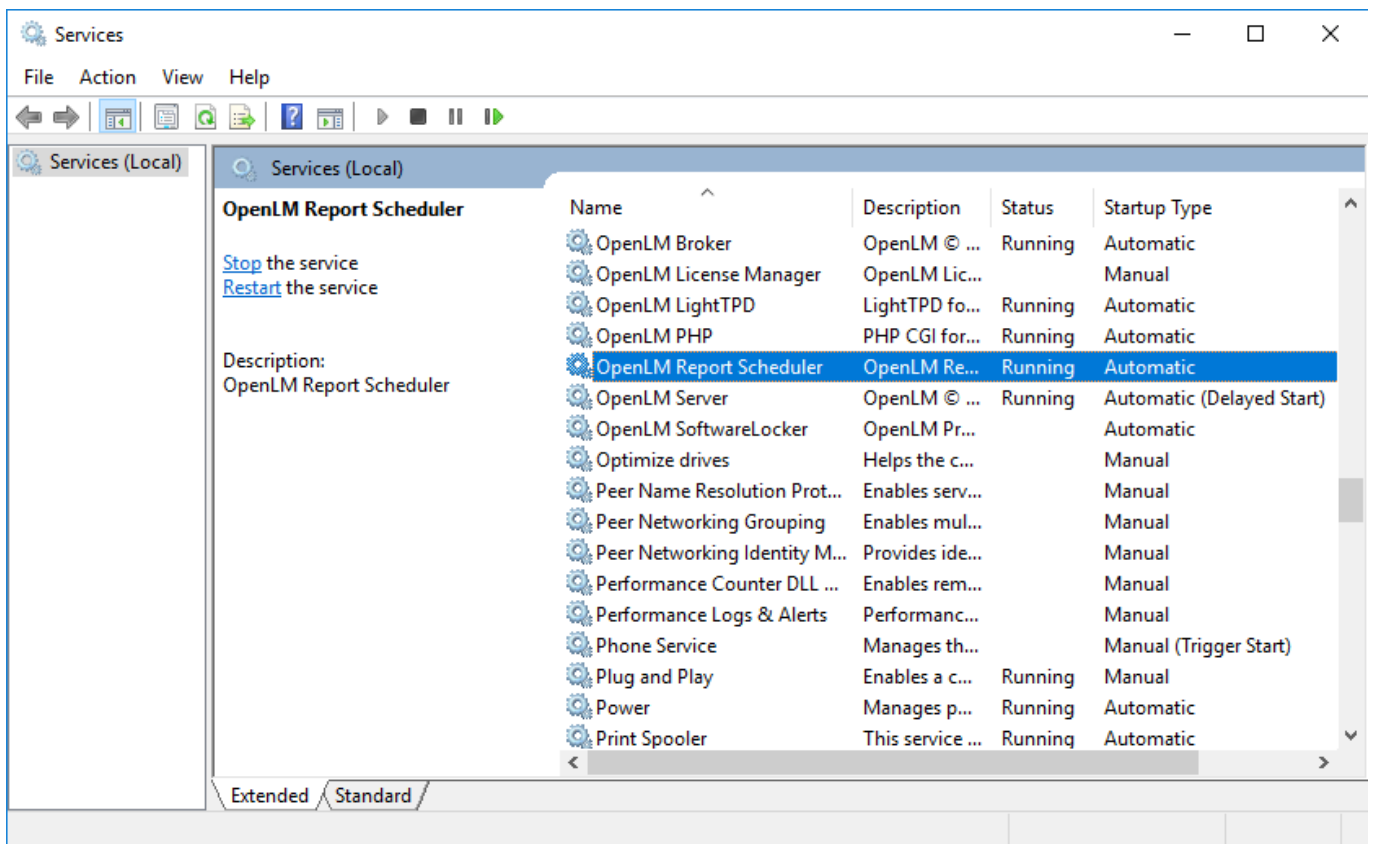 Services
File Action View Help
Services (Local)
Services (Local)
OpenLM Report Scheduler
Stop the service
Restart the service
Description:
OpenLM Report Scheduler
Name Description Status Startup Type
OpenLM Broker OpenLM © ... Running Automatic
OpenLM License Manager OpenLM Lic... Manual
OpenLM LightTPD LightTPD fo... Running Automatic
OpenLM PHP PHP CGI for... Running Automatic
OpenLM Report Scheduler OpenLM Re... Running Automatic
OpenLM Server OpenLM © ... Running Automatic (Delayed Start)
OpenLM SoftwareLocker OpenLM Pr... Automatic
Optimize drives Helps the c... Manual
Peer Name Resolution Prot... Enables serv... Manual
Peer Networking Grouping Enables mul... Manual
Peer Networking Identity M... Provides ide... Manual
Performance Counter DLL ... Enables rem... Manual
Performance Logs & Alerts Performanc... Manual
Phone Service Manages th... Manual (Trigger Start)
Plug and Play Enables a c... Running Manual
Power Manages p... Running Automatic
Print Spooler This service ... Running Automatic
Extended Standard